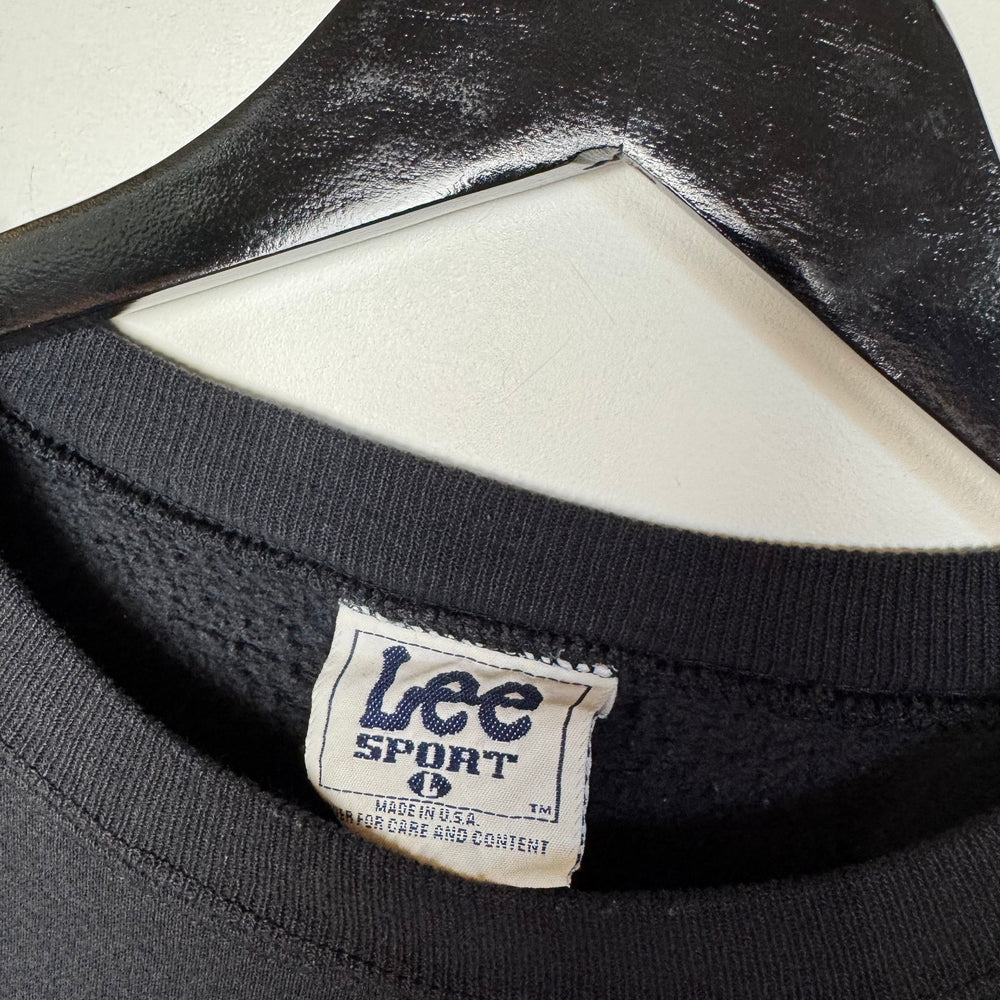 Lee
SPORT
L
TM
MADE IN U.S.A.
FOR CARE AND CONTENT